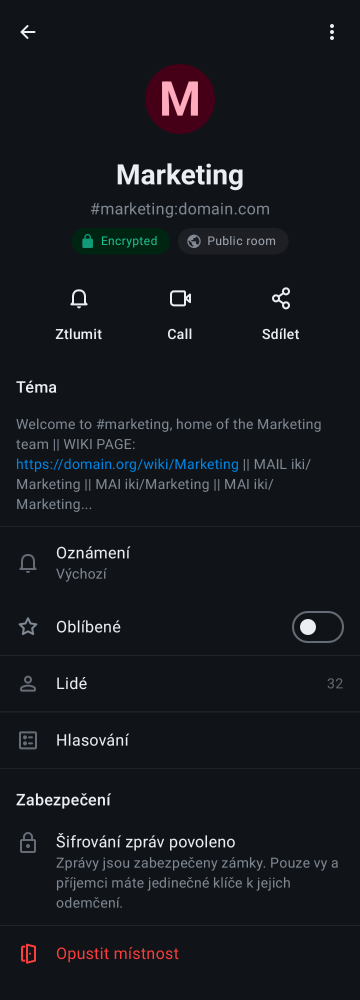 M
Marketing
#marketing:domain.com
Encrypted
Public room
Ztlumit
Call
Sdílet
Téma
Welcome to #marketing, home of the Marketing
team || WIKI PAGE:
https://domain.org/wiki/Marketing || MAIL iki/
Marketing || MAI iki/Marketing || MAI iki/
Marketing...
Oznámení
Výchozí
Oblíbené
Lidé
32
Hlasování
Zabezpečení
Šifrování zpráv povoleno
Zprávy jsou zabezpečeny zámky. Pouze vy a
příjemci máte jedinečné klíče k jejich
odemčení.
Opustit místnost